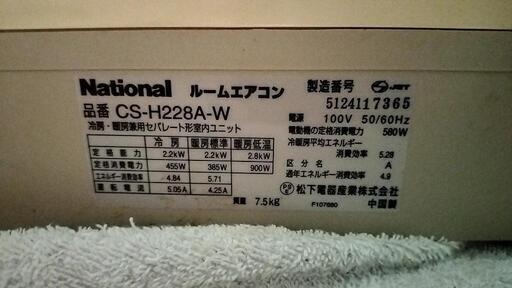 National ルームエアコン
製造番号 JET
5124117365
品番 CS-H228A-W
冷房・暖房兼用セパレート形室内ユニット
電源 100V 50/60Hz
電動機の定格消費電力 580W
冷暖房平均エネルギー
消費効率 5.28
区分名 A
通年エネルギー消費効率 4.9
冷房 暖房標準 暖房低温
定格能力 2.2kW 2.2kW 2.8kW
定格消費電力 455W 385W 900W
エネルギー消費効率 4.84 5.71
運転電流 5.05A 4.25A
質量 7.5kg
PSE 松下電器産業株式会社
F107680 中国製